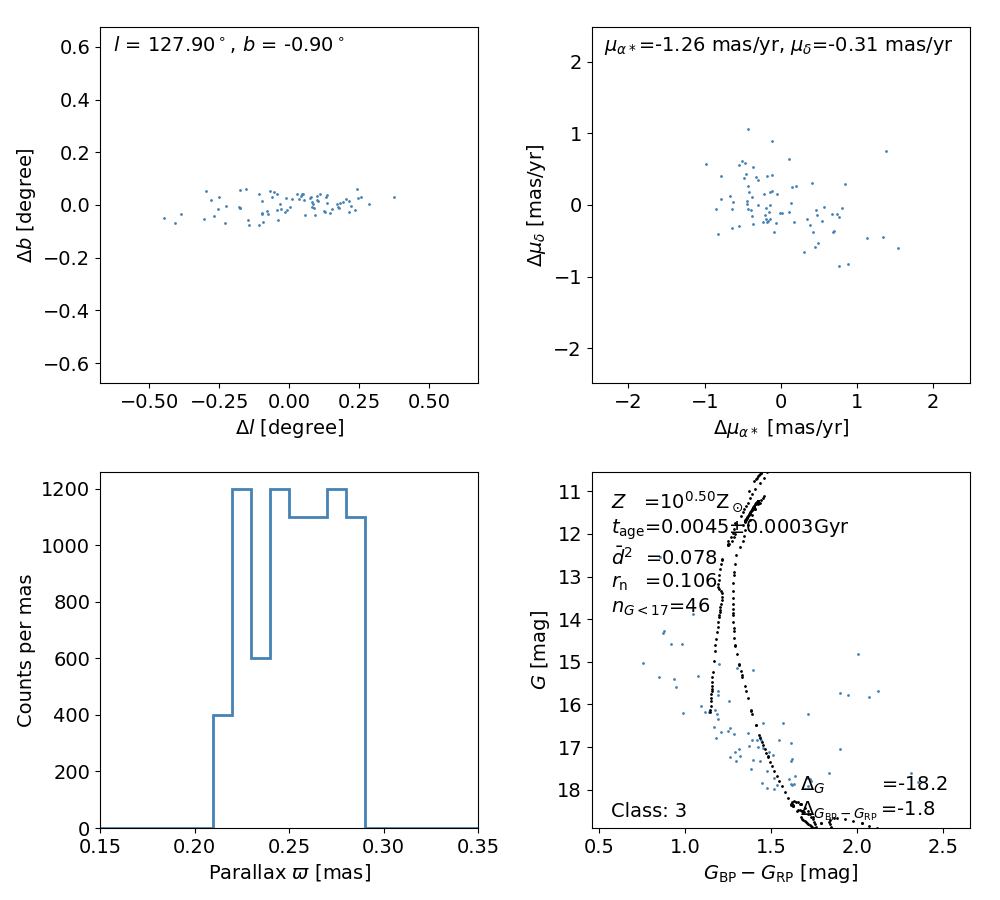 l = 127.90°, b = -0.90°
0.6
0.4
0.2
0.0
−0.2
−0.4
−0.6
Δb [degree]
−0.50 −0.25 0.00 0.25 0.50
Δl [degree]
μα*=-1.26 mas/yr, μδ=-0.31 mas/yr
2
1
0
−1
−2
Δμδ [mas/yr]
−2 −1 0 1 2
Δμα* [mas/yr]
1200
1000
800
600
400
200
0
Counts per mas
0.15 0.20 0.25 0.30 0.35
Parallax ϖ [mas]
Z =10^0.50 Z⊙
t_age=0.0045±0.0003Gyr
d̄² =0.078
r_n =0.106
n_G<17=46
11
12
13
14
15
16
17
18
G [mag]
Δ_G =-18.2
Δ_GBP−GRP =-1.8
Class: 3
0.5 1.0 1.5 2.0 2.5
G_BP − G_RP [mag]